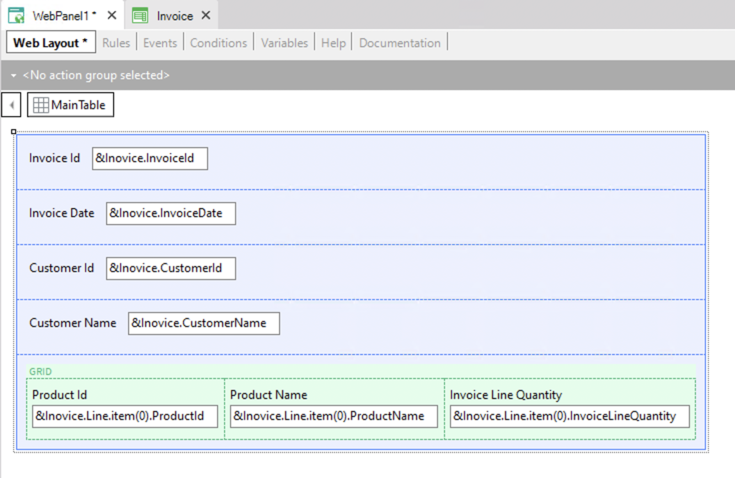 WebPanel1 * X Invoice X
Web Layout * Rules Events Conditions Variables Help Documentation
<No action group selected>
MainTable
Invoice Id &Inovice.InvoiceId
Invoice Date &Inovice.InvoiceDate
Customer Id &Inovice.CustomerId
Customer Name &Inovice.CustomerName
GRID
Product Id Product Name Invoice Line Quantity
&Inovice.Line.item(0).ProductId &Inovice.Line.item(0).ProductName &Inovice.Line.item(0).InvoiceLineQuantity